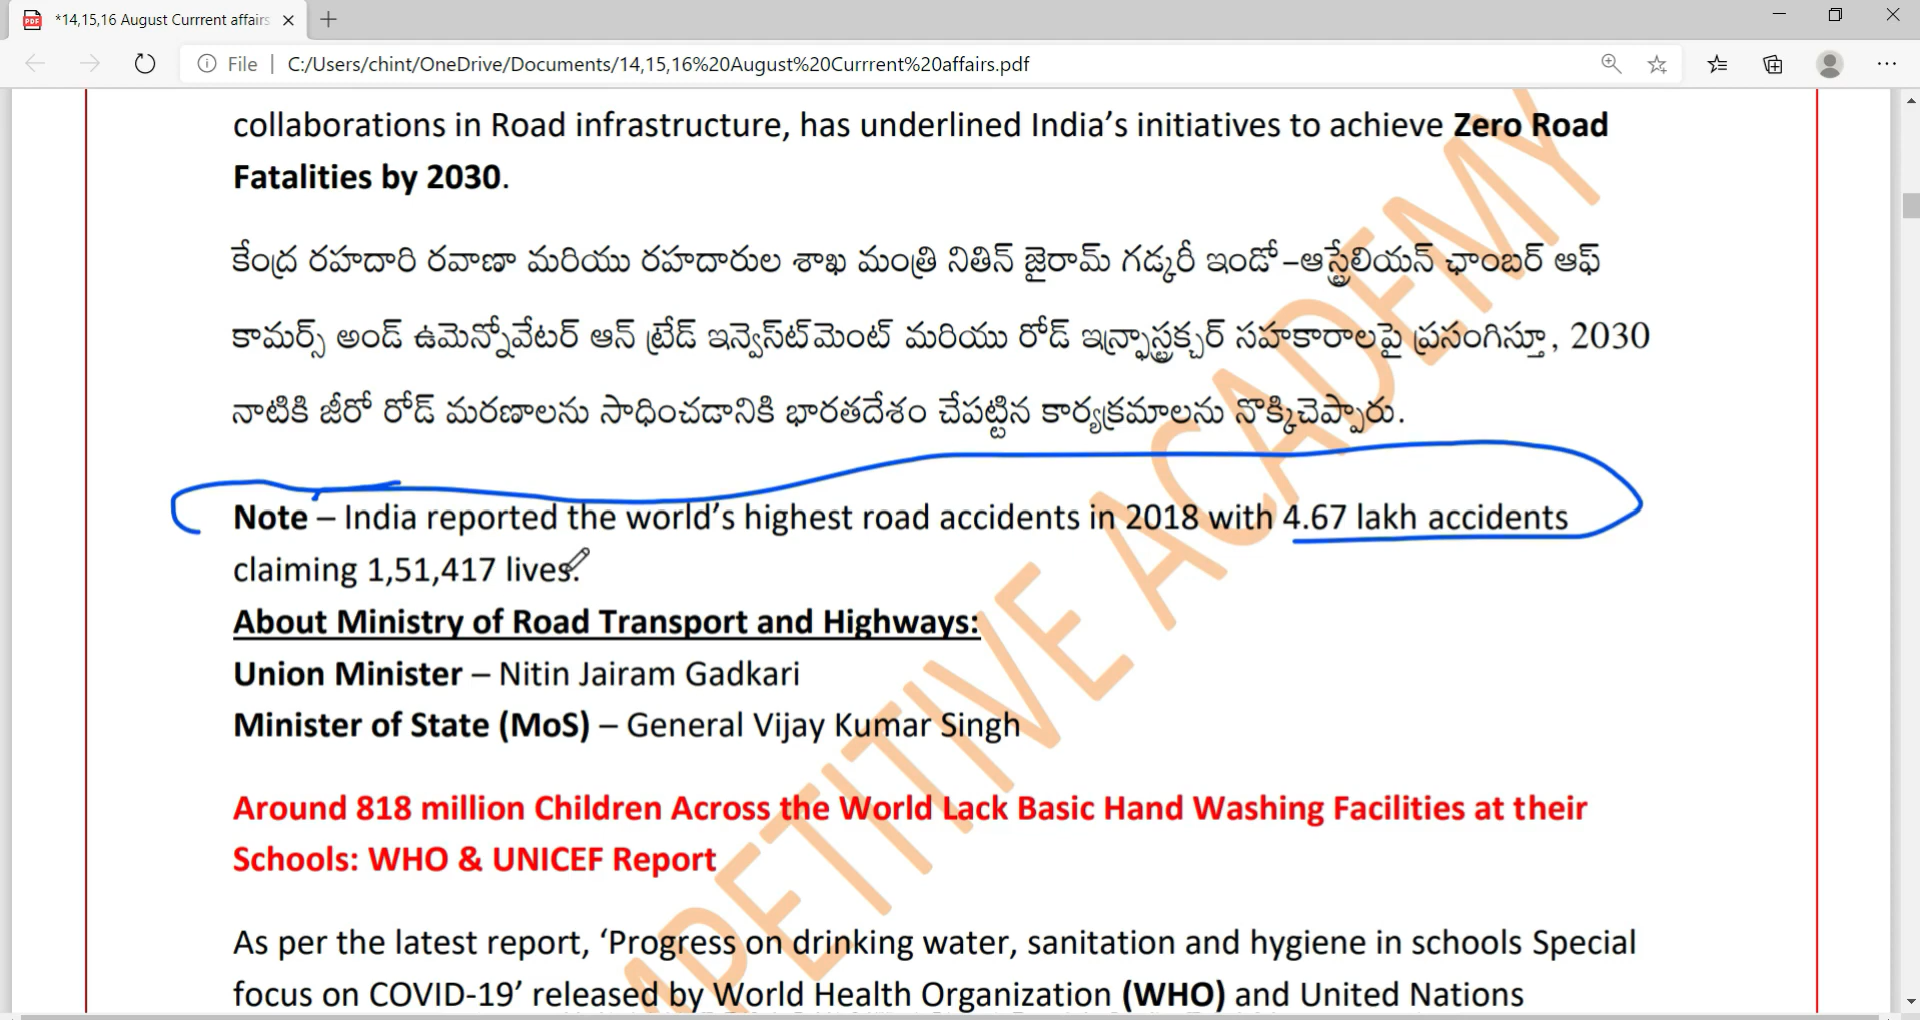 *14,15,16 August Currrent affairs
File | C:/Users/chint/OneDrive/Documents/14,15,16%20August%20Currrent%20affairs.pdf
collaborations in Road infrastructure, has underlined India’s initiatives to achieve Zero Road
Fatalities by 2030.
కేంద్ర రహదారి రవాణా మరియు రహదారుల శాఖ మంత్రి నితిన్ జైరామ్ గడ్కరీ ఇండో-ఆస్ట్రేలియన్ ఛాంబర్ ఆఫ్
కామర్స్ అండ్ ఉమెన్నోవేటర్ ఆన్ ట్రేడ్ ఇన్వెస్ట్‌మెంట్ మరియు రోడ్ ఇన్ఫ్రాస్ట్రక్చర్ సహకారాలపై ప్రసంగిస్తూ, 2030
నాటికి జీరో రోడ్ మరణాలను సాధించడానికి భారతదేశం చేపట్టిన కార్యక్రమాలను నొక్కిచెప్పారు.
Note – India reported the world’s highest road accidents in 2018 with 4.67 lakh accidents
claiming 1,51,417 lives.
About Ministry of Road Transport and Highways:
Union Minister – Nitin Jairam Gadkari
Minister of State (MoS) – General Vijay Kumar Singh
Around 818 million Children Across the World Lack Basic Hand Washing Facilities at their
Schools: WHO & UNICEF Report
As per the latest report, ‘Progress on drinking water, sanitation and hygiene in schools Special
focus on COVID-19’ released by World Health Organization (WHO) and United Nations
PETITIVE ACADEMY